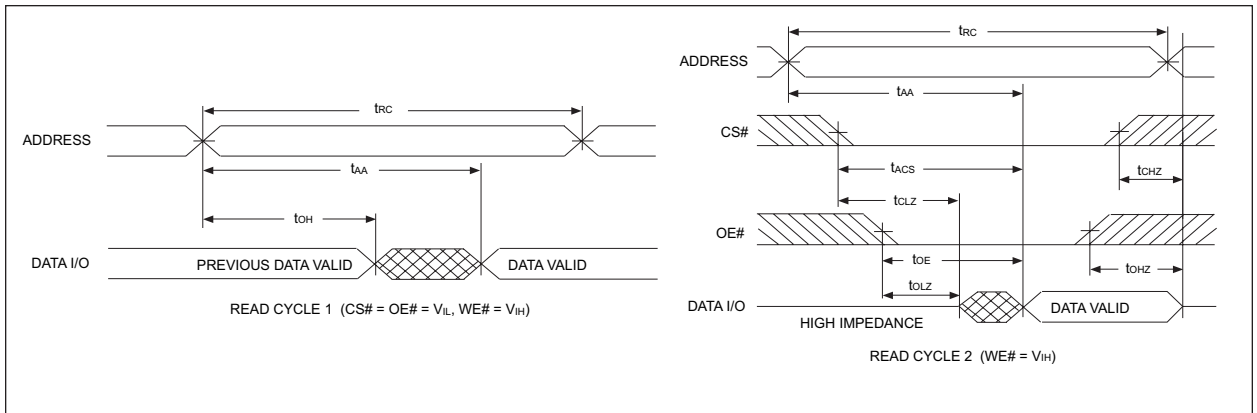 tRC
ADDRESS
tAA
tOH
DATA I/O
PREVIOUS DATA VALID
DATA VALID
READ CYCLE 1 (CS# = OE# = VIL, WE# = VIH)
tRC
ADDRESS
tAA
CS#
tACS
tCHZ
tCLZ
OE#
tOE
tOHZ
tOLZ
DATA I/O
HIGH IMPEDANCE
DATA VALID
READ CYCLE 2 (WE# = VIH)